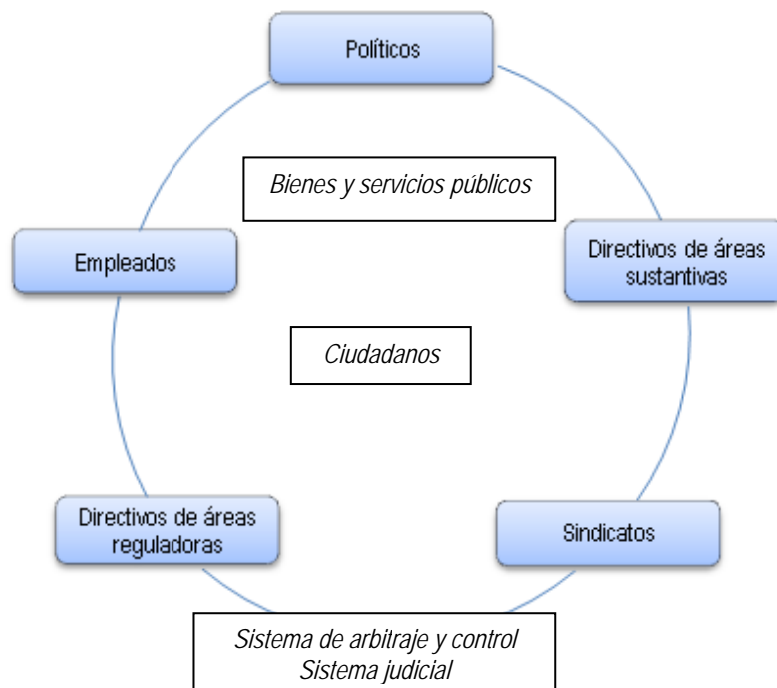 Políticos
Bienes y servicios públicos
Empleados
Directivos de áreas
sustantivas
Ciudadanos
Directivos de áreas
reguladoras
Sindicatos
Sistema de arbitraje y control
Sistema judicial